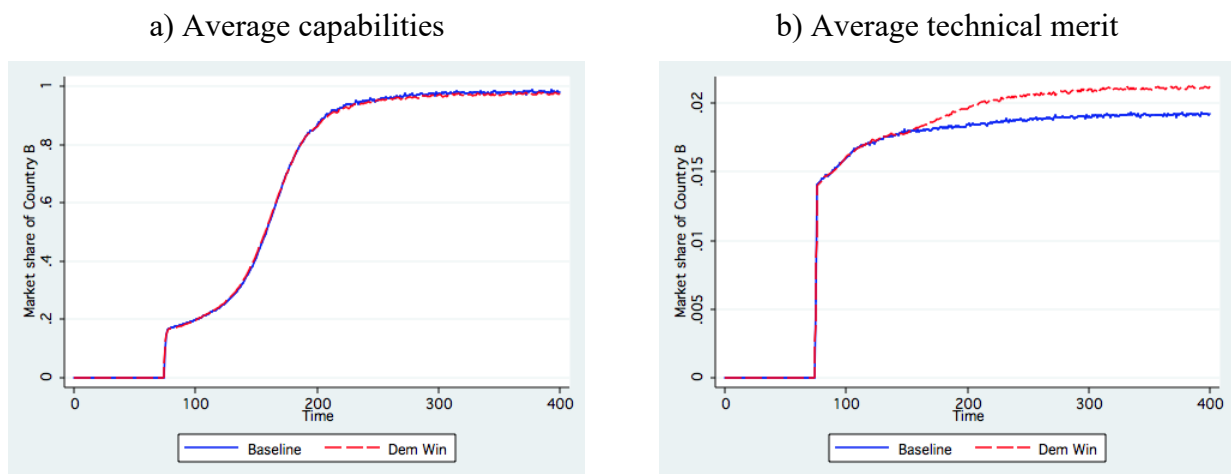 a) Average capabilities
Market share of Country B
0 .2 .4 .6 .8 1
0 100 200 300 400
Time
Baseline Dem Win
b) Average technical merit
Market share of Country B
0 .005 .01 .015 .02
0 100 200 300 400
Time
Baseline Dem Win